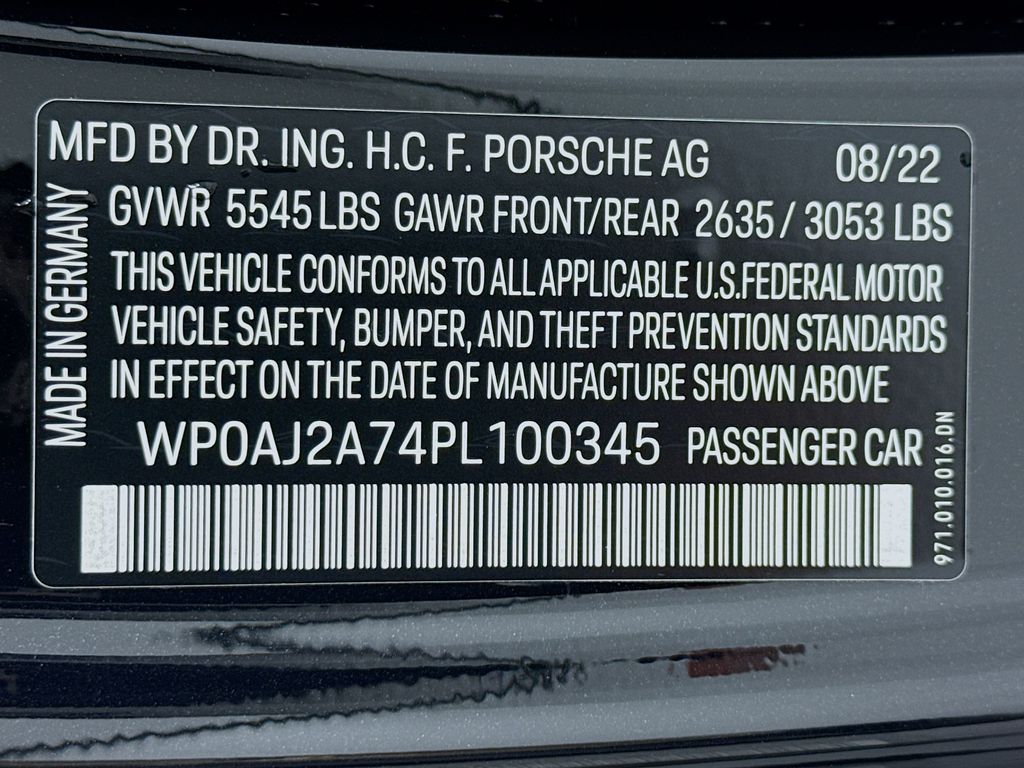 MFD BY DR. ING. H.C. F. PORSCHE AG 08/22
GVWR 5545 LBS GAWR FRONT/REAR 2635 / 3053 LBS
THIS VEHICLE CONFORMS TO ALL APPLICABLE U.S.FEDERAL MOTOR
VEHICLE SAFETY, BUMPER, AND THEFT PREVENTION STANDARDS
IN EFFECT ON THE DATE OF MANUFACTURE SHOWN ABOVE
WP0AJ2A74PL100345 PASSENGER CAR
MADE IN GERMANY
971.010.016.DN